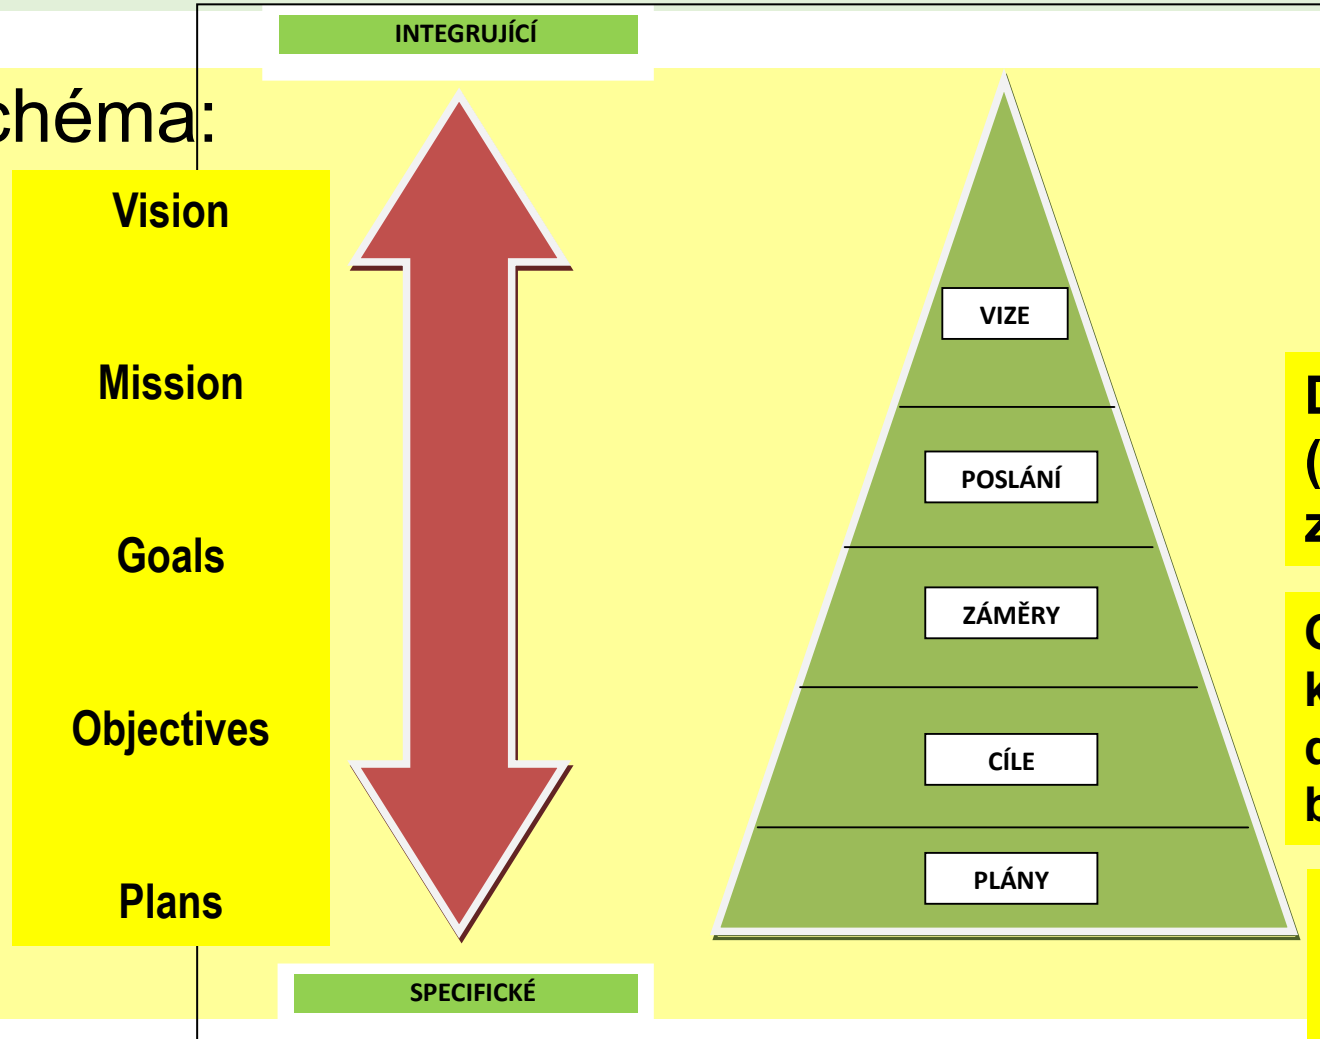 INTEGRUJÍCÍ
chéma:
Vision
Mission
Goals
Objectives
Plans
SPECIFICKÉ
VIZE
POSLÁNÍ
ZÁMĚRY
CÍLE
PLÁNY
(
z
k
b